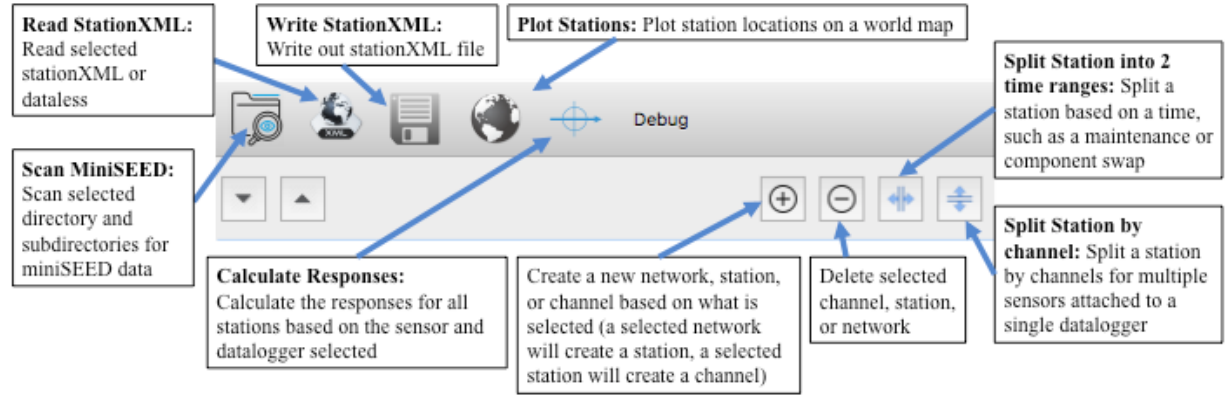 Read StationXML:
Read selected
stationXML or
dataless
Write StationXML:
Write out stationXML file
Plot Stations: Plot station locations on a world map
Split Station into 2
time ranges: Split a
station based on a time,
such as a maintenance or
component swap
XML
Debug
Scan MiniSEED:
Scan selected
directory and
subdirectories for
miniSEED data
Calculate Responses:
Calculate the responses for all
stations based on the sensor and
datalogger selected
Create a new network, station,
or channel based on what is
selected (a selected network
will create a station, a selected
station will create a channel)
Delete selected
channel, station,
or network
Split Station by
channel: Split a station
by channels for multiple
sensors attached to a
single datalogger